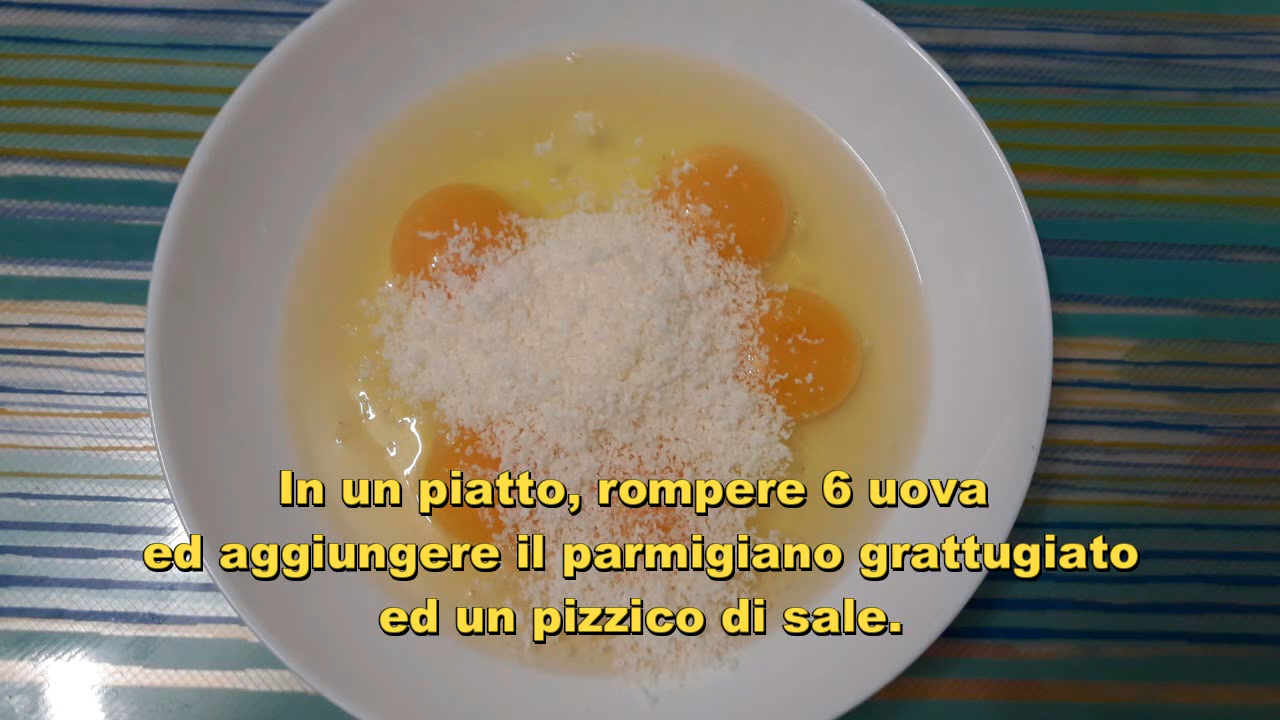 In un piatto, rompere 6 uova
ed aggiungere il parmigiano grattugiato
ed un pizzico di sale.